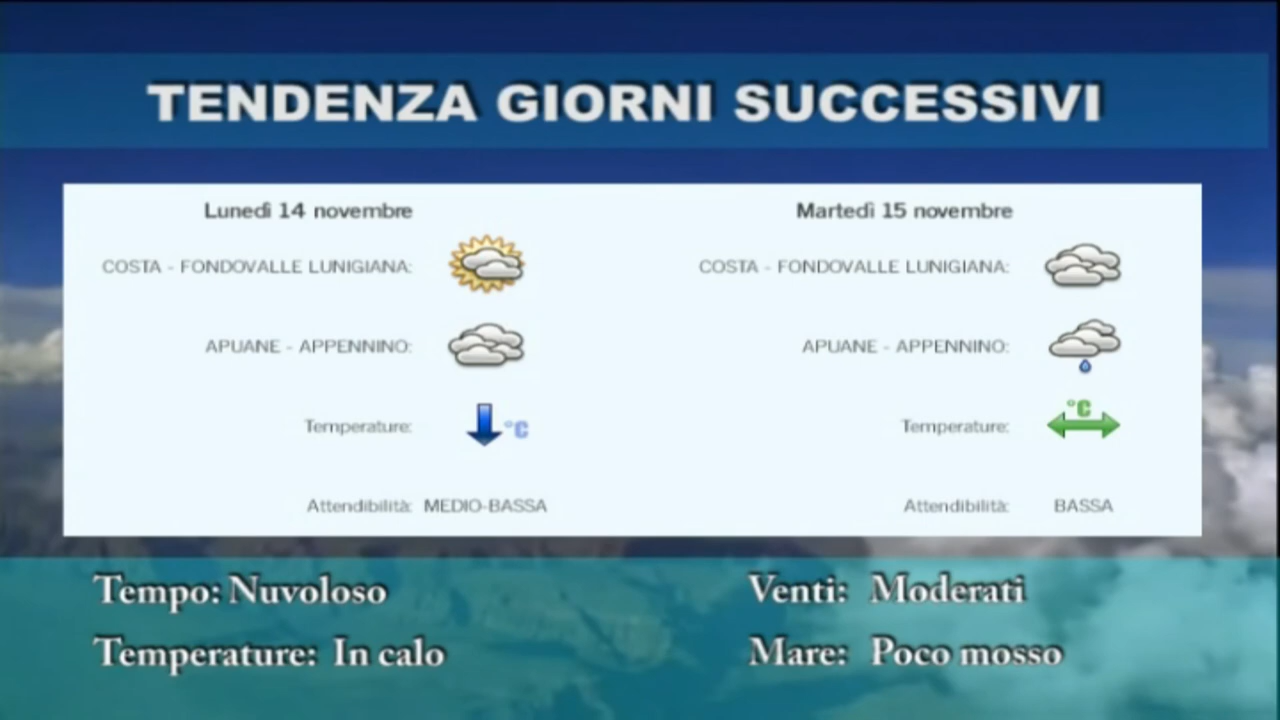 TENDENZA GIORNI SUCCESSIVI
Lunedì 14 novembre
COSTA - FONDOVALLE LUNIGIANA:
APUANE - APPENNINO:
Temperature: °C
Attendibilità: MEDIO-BASSA
Martedì 15 novembre
COSTA - FONDOVALLE LUNIGIANA:
APUANE - APPENNINO:
Temperature: °C
Attendibilità: BASSA
Tempo: Nuvoloso
Temperature: In calo
Venti: Moderati
Mare: Poco mosso